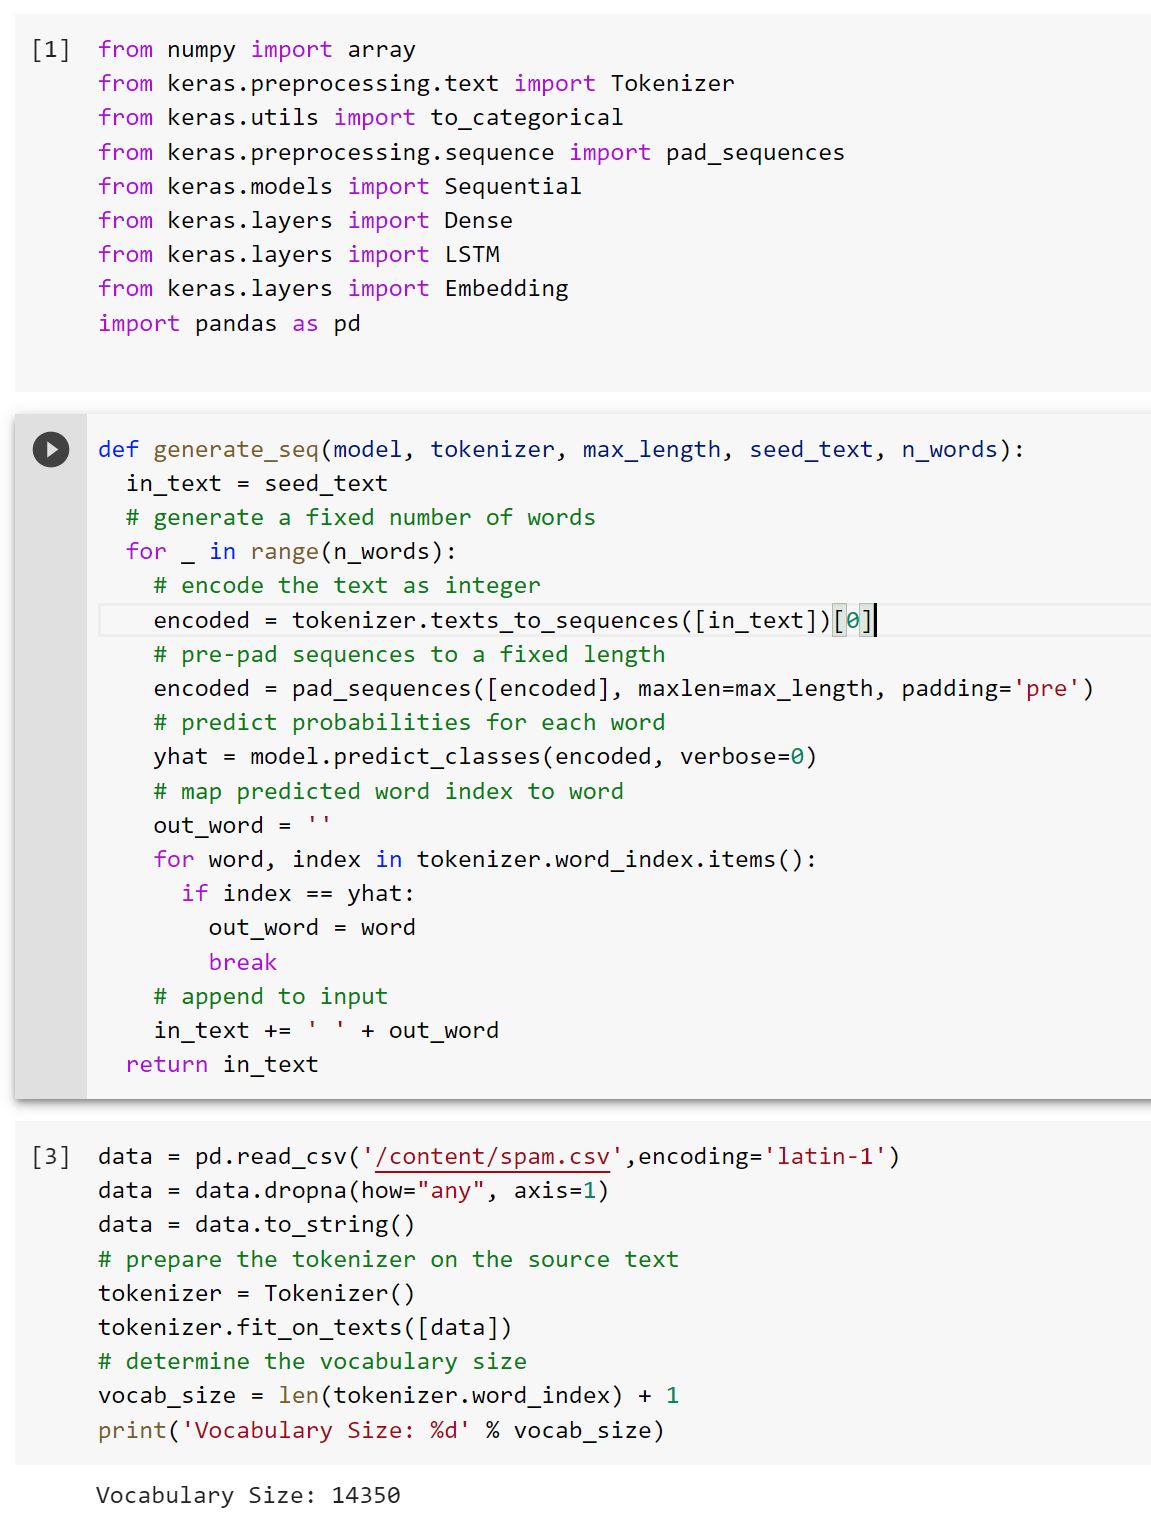 [1] from numpy import array
from keras.preprocessing.text import Tokenizer
from keras.utils import to_categorical
from keras.preprocessing.sequence import pad_sequences
from keras.models import Sequential
from keras.layers import Dense
from keras.layers import LSTM
from keras.layers import Embedding
import pandas as pd
def generate_seq(model, tokenizer, max_length, seed_text, n_words):
  in_text = seed_text
  # generate a fixed number of words
  for _ in range(n_words):
    # encode the text as integer
    encoded = tokenizer.texts_to_sequences([in_text])[0]
    # pre-pad sequences to a fixed length
    encoded = pad_sequences([encoded], maxlen=max_length, padding='pre')
    # predict probabilities for each word
    yhat = model.predict_classes(encoded, verbose=0)
    # map predicted word index to word
    out_word = ''
    for word, index in tokenizer.word_index.items():
      if index == yhat:
        out_word = word
        break
    # append to input
    in_text += ' ' + out_word
  return in_text
[3] data = pd.read_csv('/content/spam.csv',encoding='latin-1')
data = data.dropna(how="any", axis=1)
data = data.to_string()
# prepare the tokenizer on the source text
tokenizer = Tokenizer()
tokenizer.fit_on_texts([data])
# determine the vocabulary size
vocab_size = len(tokenizer.word_index) + 1
print('Vocabulary Size: %d' % vocab_size)
Vocabulary Size: 14350